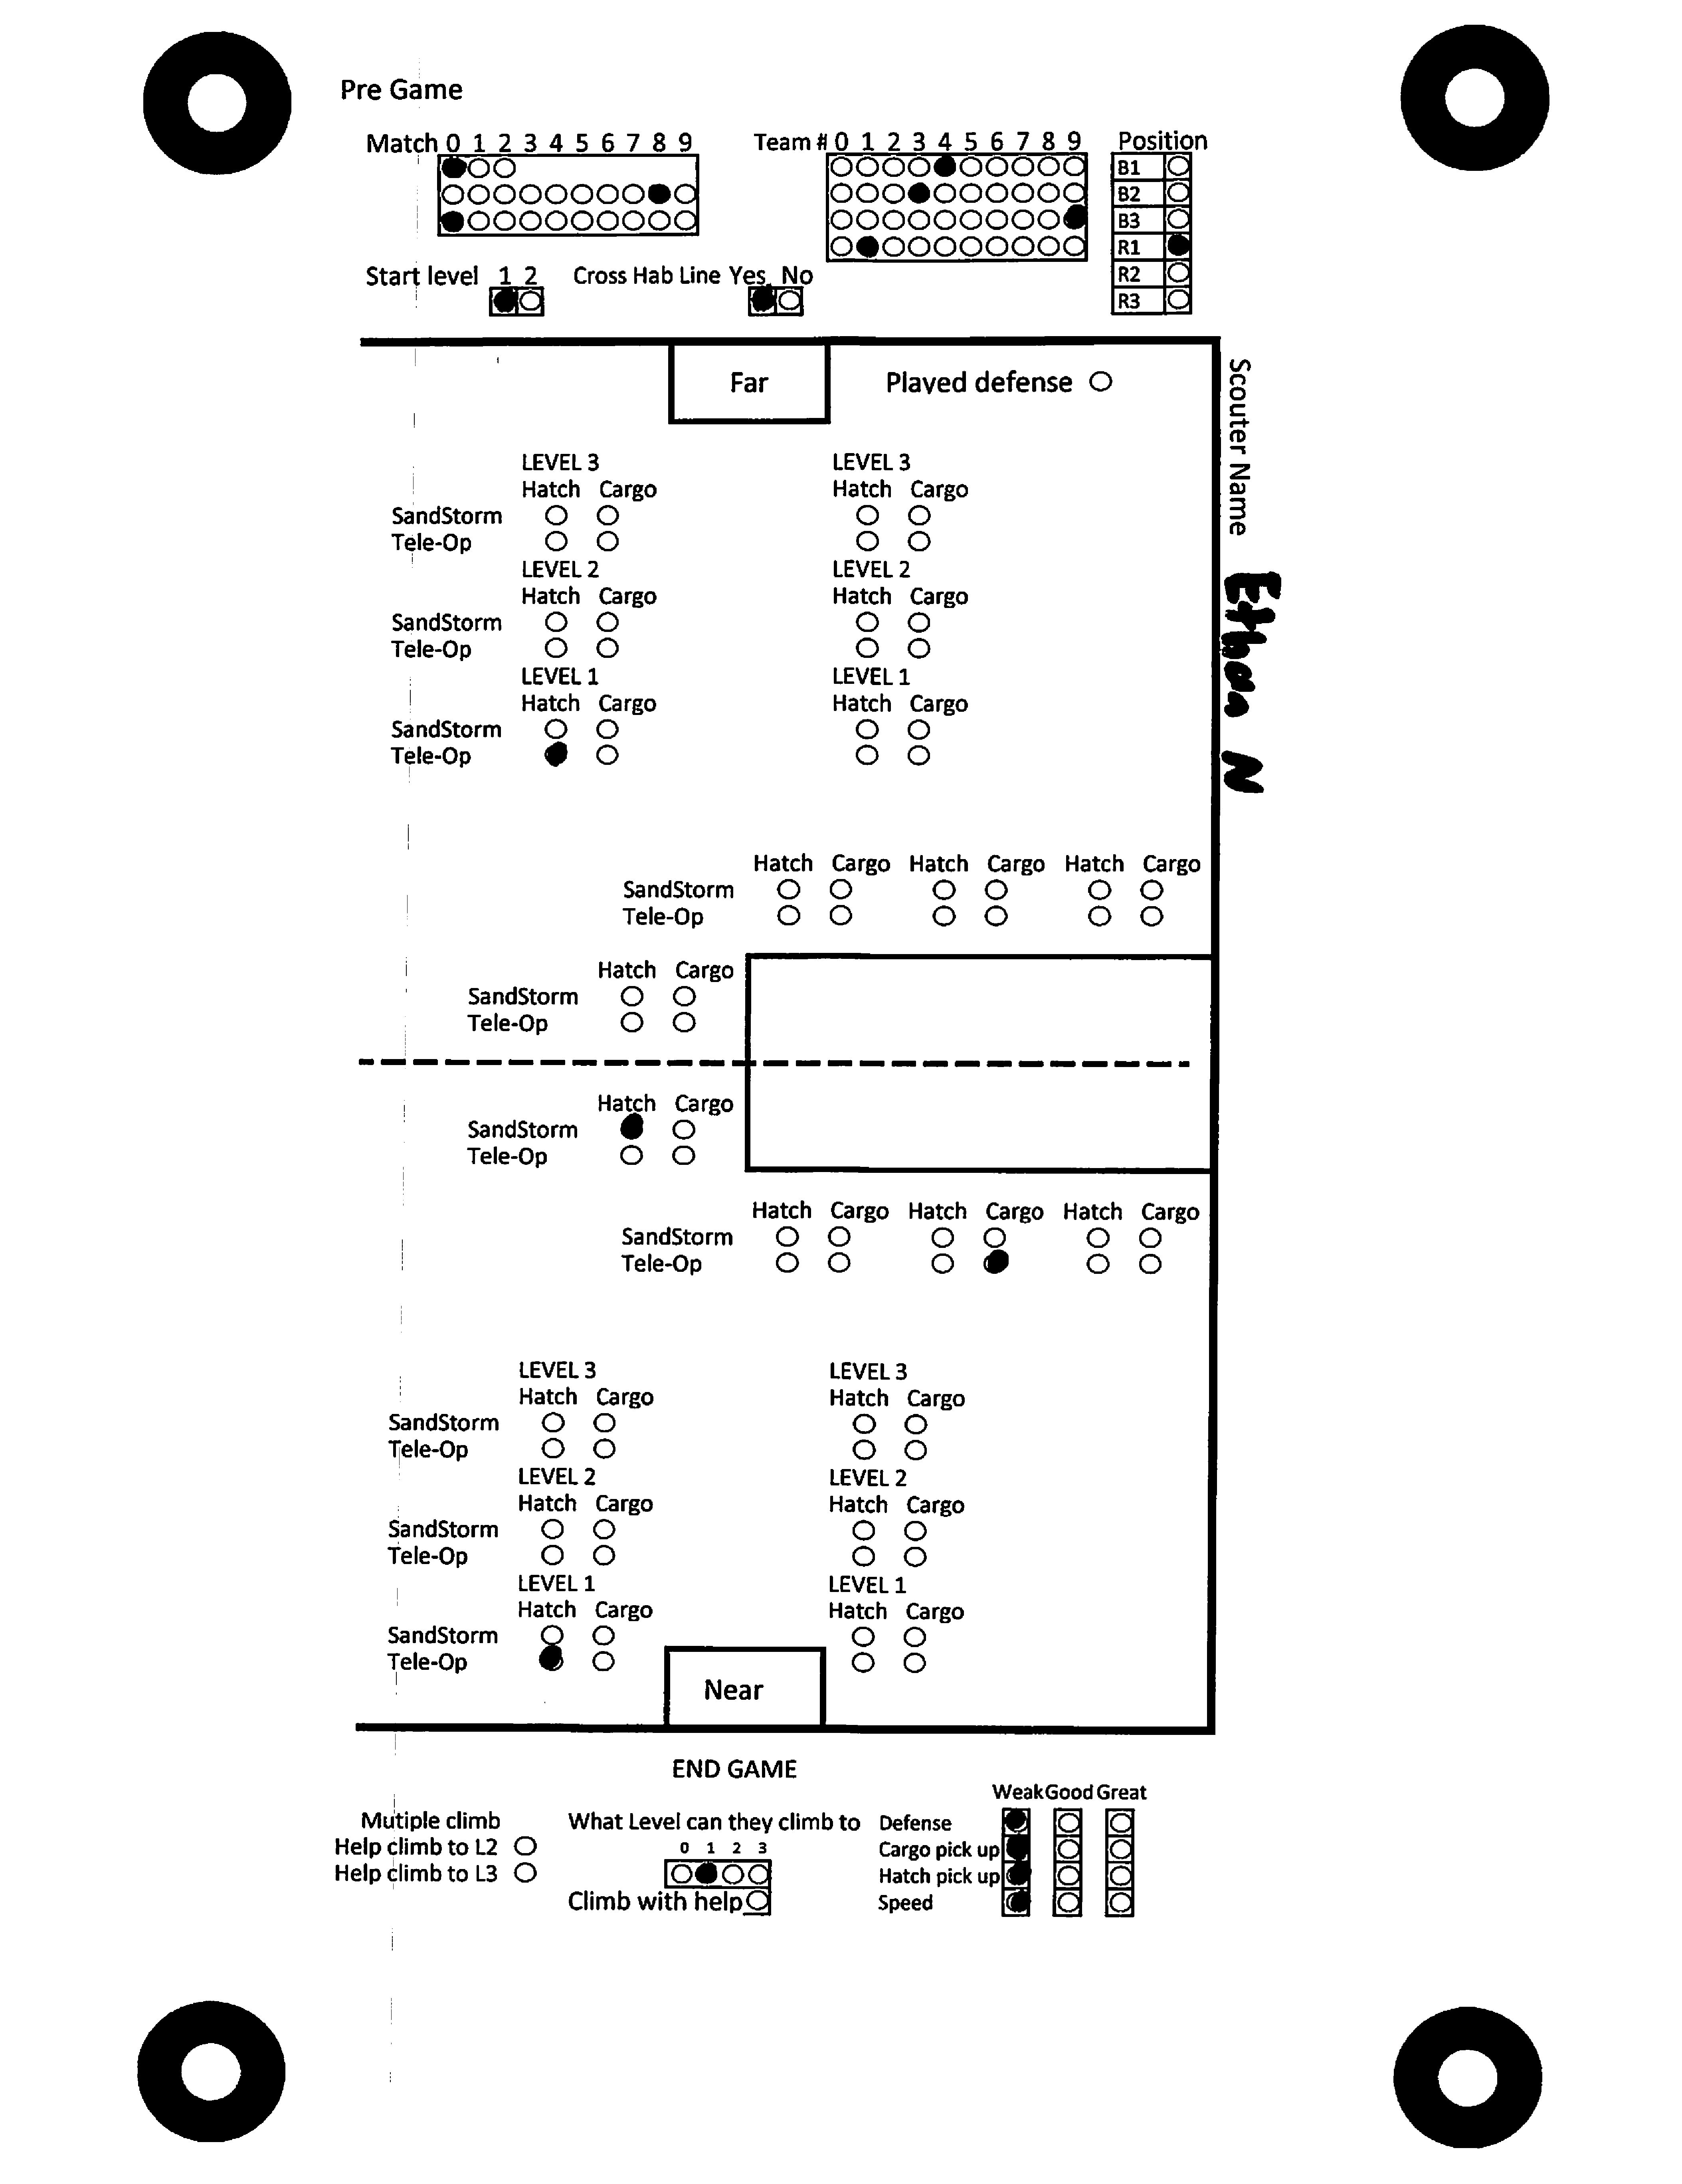 Pre Game
Match 0 1 2 3 4 5 6 7 8 9
Team # 0 1 2 3 4 5 6 7 8 9
Position
B1
B2
B3
R1
R2
R3
Start level 1 2
Cross Hab Line Yes No
Far
Played defense
Scouter Name
Ethan N
LEVEL 3 LEVEL 3
Hatch Cargo Hatch Cargo
SandStorm
Tele-Op
LEVEL 2 LEVEL 2
Hatch Cargo Hatch Cargo
SandStorm
Tele-Op
LEVEL 1 LEVEL 1
Hatch Cargo Hatch Cargo
SandStorm
Tele-Op
Hatch Cargo Hatch Cargo Hatch Cargo
SandStorm
Tele-Op
Hatch Cargo
SandStorm
Tele-Op
Hatch Cargo
SandStorm
Tele-Op
Hatch Cargo Hatch Cargo Hatch Cargo
SandStorm
Tele-Op
LEVEL 3 LEVEL 3
Hatch Cargo Hatch Cargo
SandStorm
Tele-Op
LEVEL 2 LEVEL 2
Hatch Cargo Hatch Cargo
SandStorm
Tele-Op
LEVEL 1 LEVEL 1
Hatch Cargo Hatch Cargo
SandStorm
Tele-Op
Near
END GAME
Mutiple climb
Help climb to L2
Help climb to L3
What Level can they climb to
0 1 2 3
Climb with help
Weak Good Great
Defense
Cargo pick up
Hatch pick up
Speed